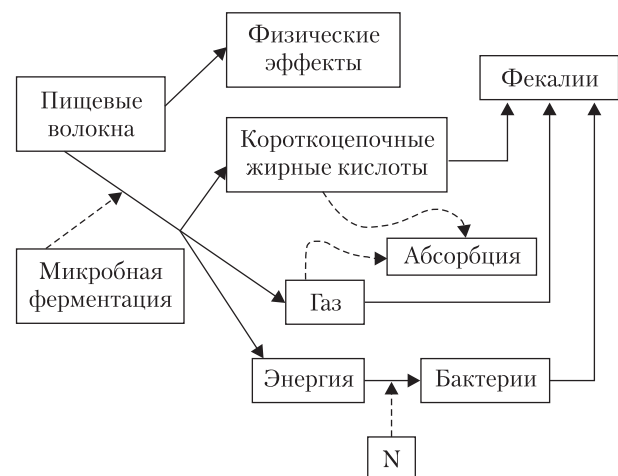 Физические
эффекты
Пищевые
волокна
Фекалии
Короткоцепочные
жирные кислоты
Микробная
ферментация
Абсорбция
Газ
Энергия
Бактерии
N